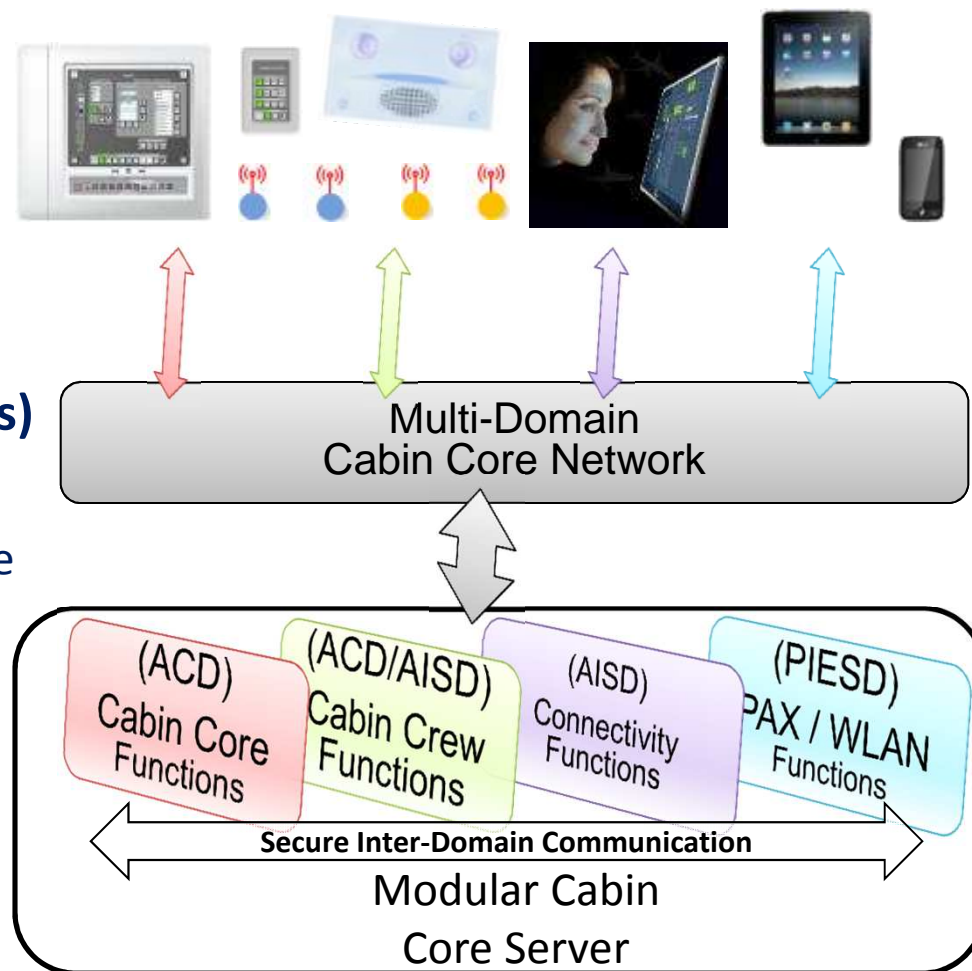 s)
Multi-Domain
Cabin Core Network
e
(ACD)
Cabin Core
Functions
(ACD/AISD)
Cabin Crew
Functions
(AISD)
Connectivity
Functions
(PIESD)
PAX / WLAN
Functions
Secure Inter-Domain Communication
Modular Cabin
Core Server